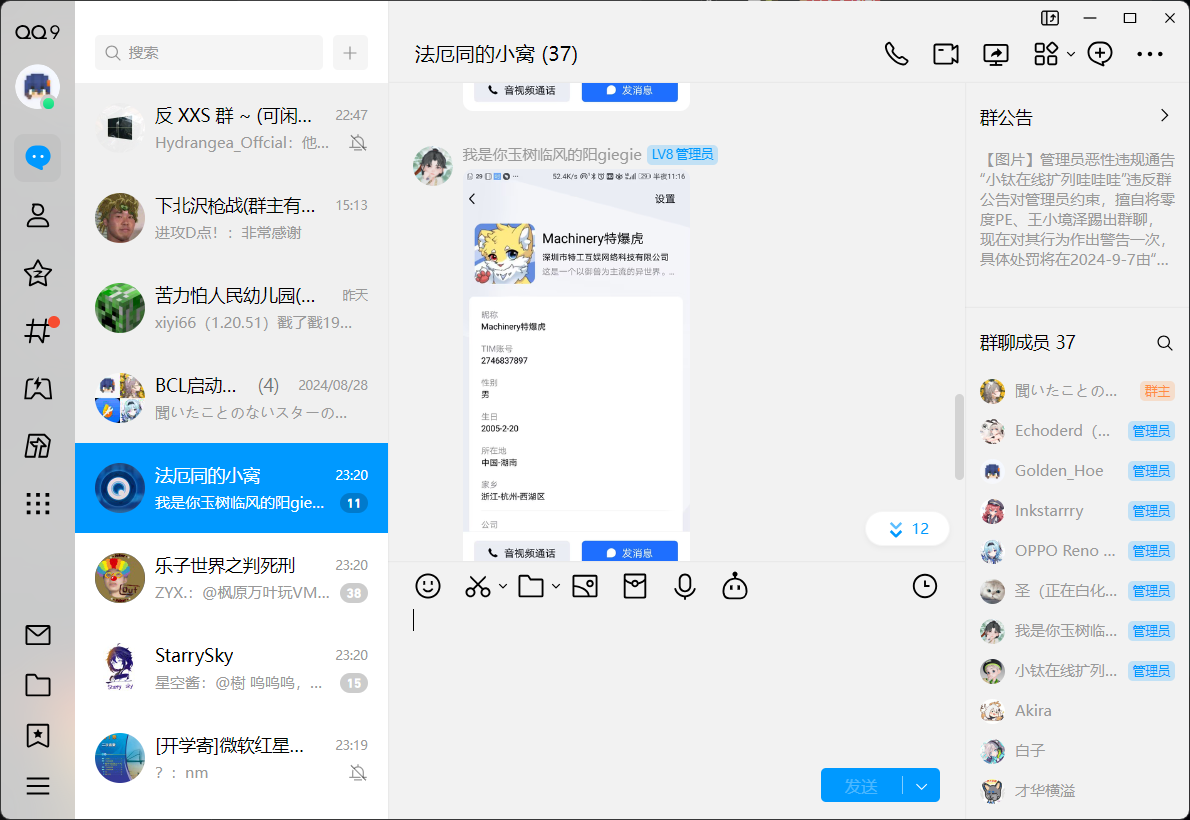 QQ9
搜索
反 XXS 群 ~ (可闲...
22:47
Hydrangea_Offcial：他...
下北沢枪战(群主有...
15:13
进攻D点！：非常感谢
苦力怕人民幼儿园(...
昨天
xiyi66（1.20.51）戳了戳19...
BCL启动... (4)
2024/08/28
聞いたことのないスターの...
法厄同的小窝
23:20
我是你玉树临风的阳gie...
11
乐子世界之判死刑
23:20
ZYX.：@枫原万叶玩VM...
38
StarrySky
23:20
星空酱：@樹 呜呜呜，...
15
[开学寄]微软红星...
23:19
？：nm
法厄同的小窝 (37)
音视频通话
发消息
我是你玉树临风的阳giegie
LV8 管理员
52.4K/s
半夜11:16
设置
Machinery特爆虎
深圳市特工互娱网络科技有限公司
这是一个以御兽为主流的异世界。...
昵称
Machinery特爆虎
TIM账号
2746837897
性别
男
生日
2005-2-20
所在地
中国-湖南
家乡
浙江-杭州-西湖区
公司
音视频通话
发消息
12
发送
群公告
【图片】管理员恶性违规通告
“小钛在线扩列哇哇哇”违反群
公告对管理员约束，擅自将零
度PE、王小境泽踢出群聊，
现在对其行为作出警告一次，
具体处罚将在2024-9-7由“...
群聊成员 37
聞いたことの...
群主
Echoderd（...
管理员
Golden_Hoe
管理员
Inkstarrry
管理员
OPPO Reno ...
管理员
圣（正在白化...
管理员
我是你玉树临...
管理员
小钛在线扩列...
管理员
Akira
白子
才华横溢